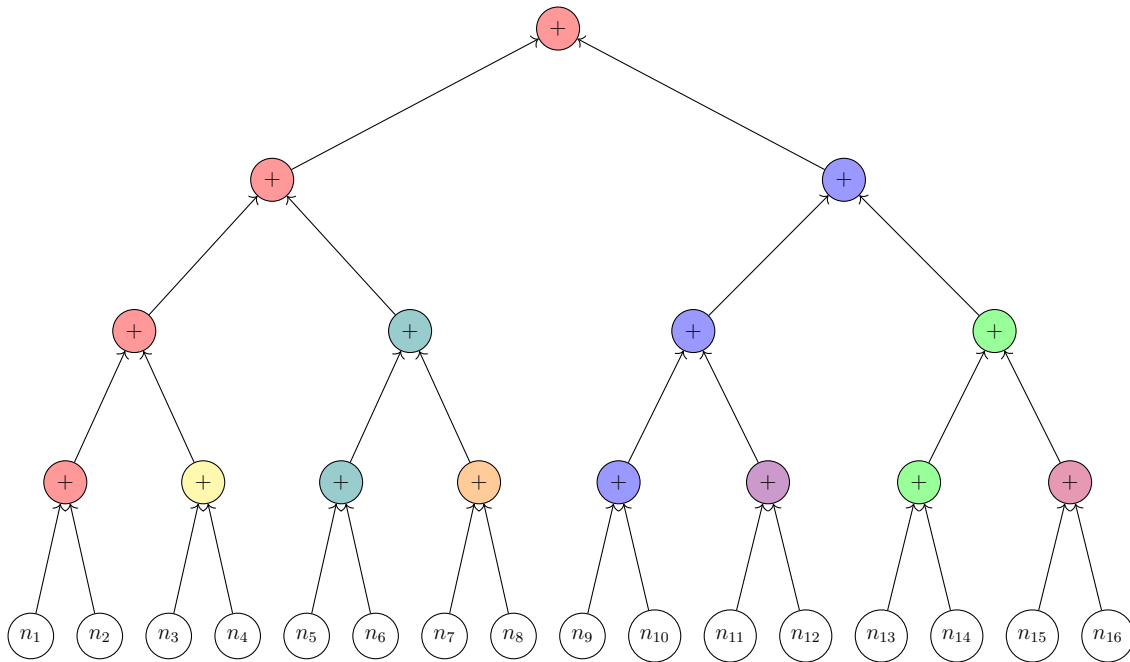 +
+ +
+ + + +
+ + + + + + + +
n₁ n₂ n₃ n₄ n₅ n₆ n₇ n₈ n₉ n₁₀ n₁₁ n₁₂ n₁₃ n₁₄ n₁₅ n₁₆